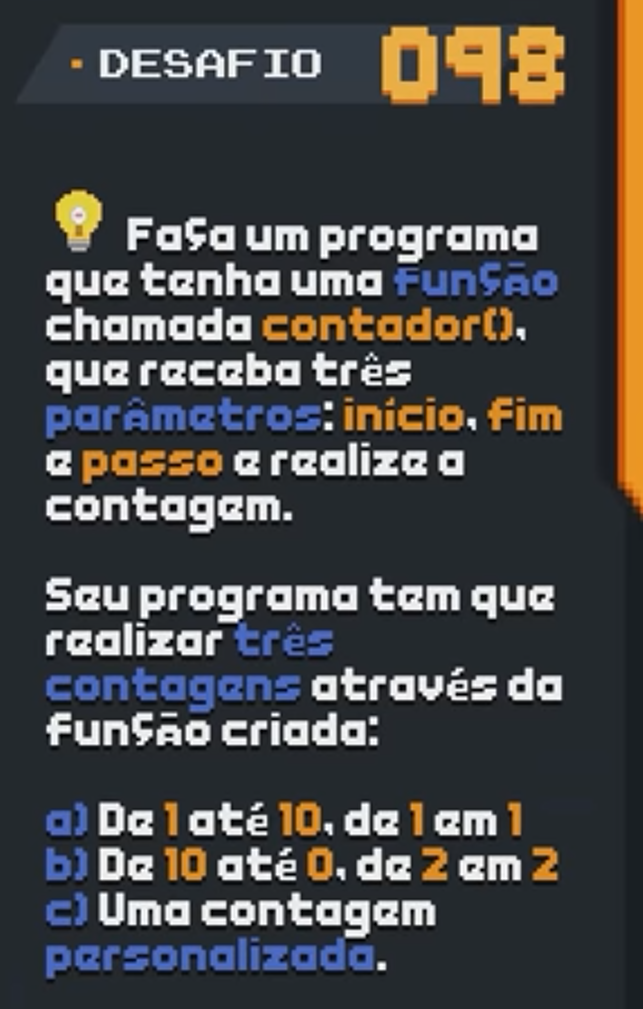 DESAFIO 098
Faça um programa
que tenha uma função
chamada contador(),
que receba três
parâmetros: início, fim
e passo e realize a
contagem.
Seu programa tem que
realizar três
contagens através da
função criada:
a) De 1 até 10, de 1 em 1
b) De 10 até 0, de 2 em 2
c) Uma contagem
personalizada.